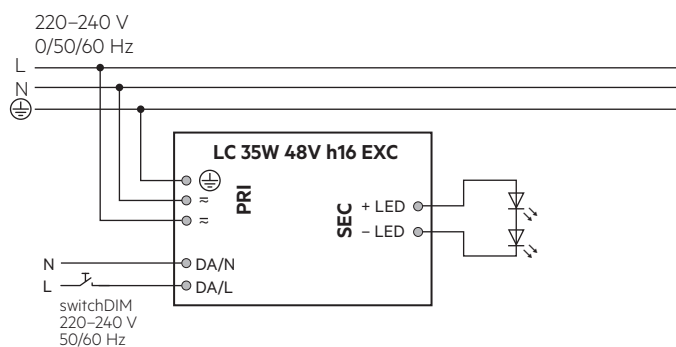 220–240 V
0/50/60 Hz
L
N
LC 35W 48V h16 EXC
PRI
≂
≂
SEC
+ LED
– LED
N
DA/N
L
DA/L
switchDIM
220–240 V
50/60 Hz